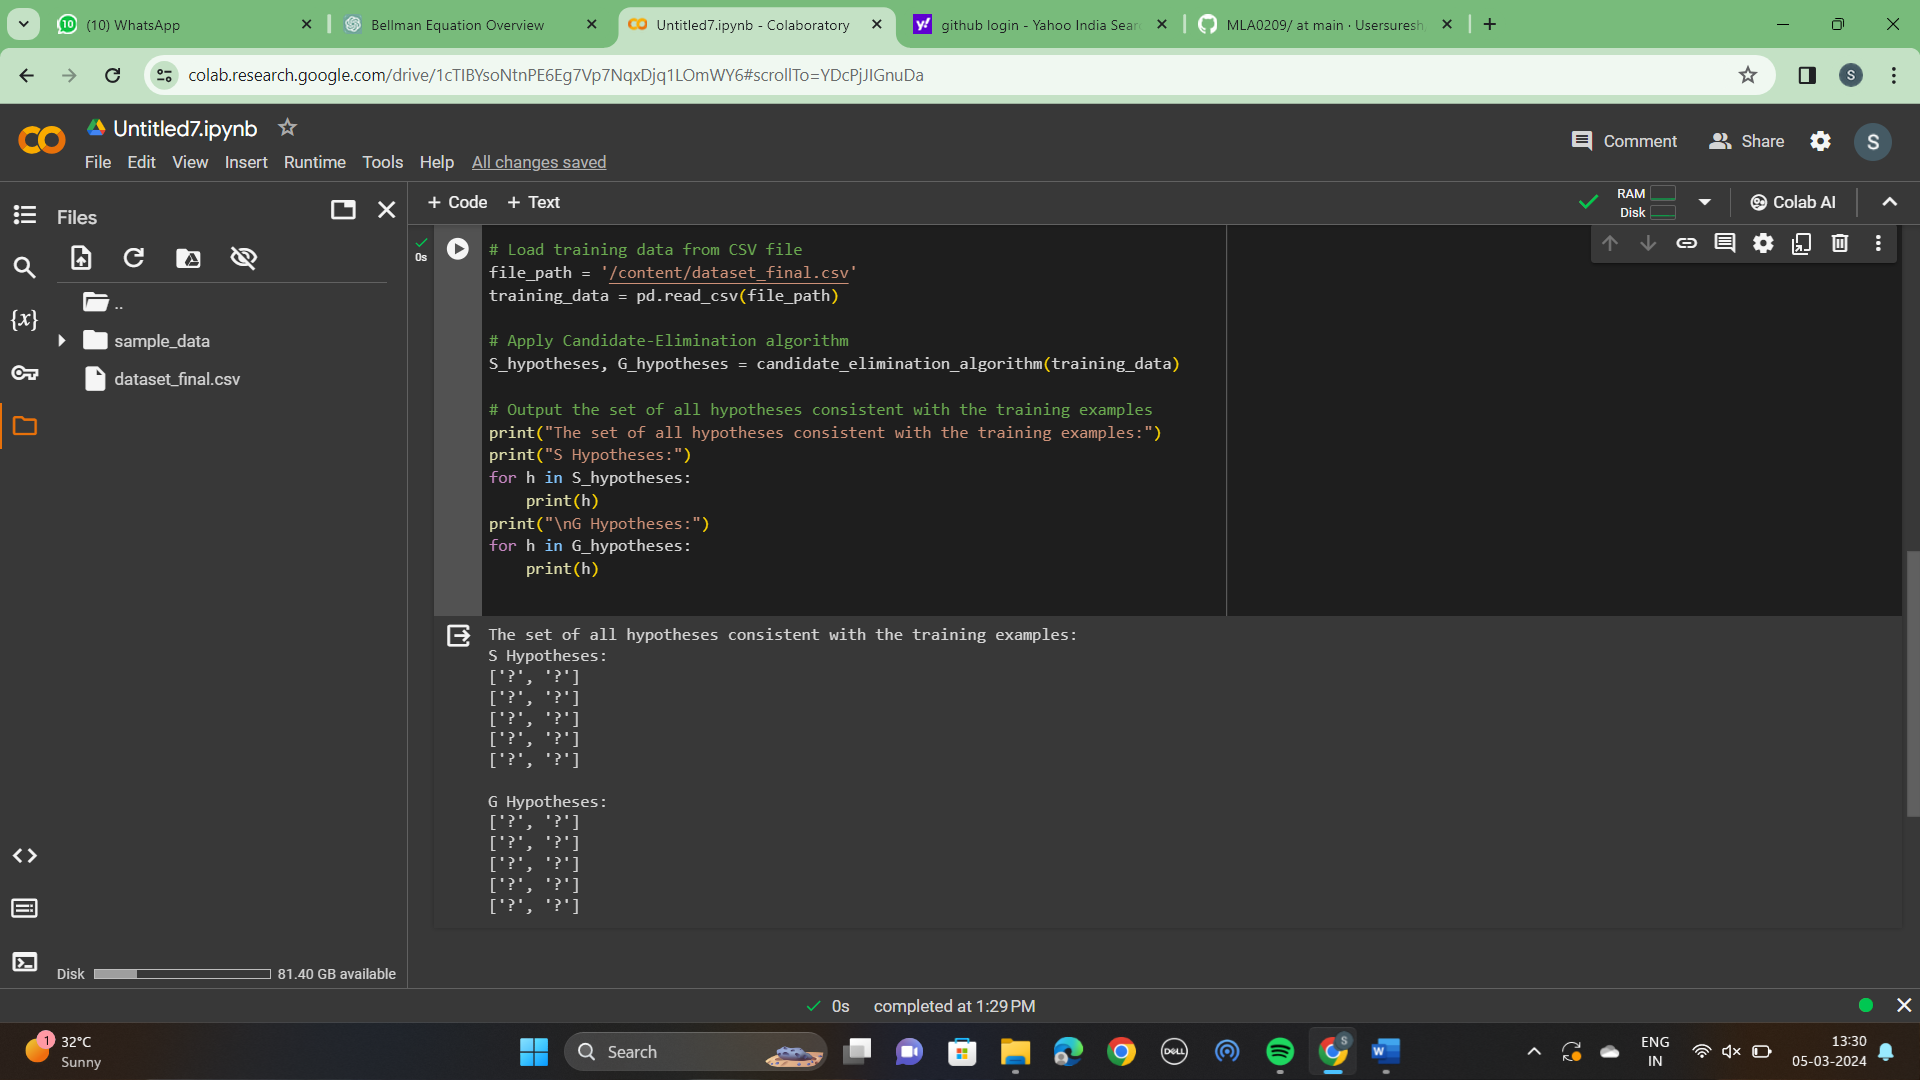 (10) WhatsApp
Bellman Equation Overview
Untitled7.ipynb - Colaboratory
github login - Yahoo India Sear
MLA0209/ at main · Usersuresh
colab.research.google.com/drive/1cTIBYsoNtnPE6Eg7Vp7NqxDjq1LOmWY6#scrollTo=YDcPjJIGnuDa
S
Untitled7.ipynb
File Edit View Insert Runtime Tools Help All changes saved
Comment
Share
S
Files
+ Code + Text
RAM
Disk
Colab AI
..
sample_data
dataset_final.csv
0s
# Load training data from CSV file
file_path = '/content/dataset_final.csv'
training_data = pd.read_csv(file_path)
# Apply Candidate-Elimination algorithm
S_hypotheses, G_hypotheses = candidate_elimination_algorithm(training_data)
# Output the set of all hypotheses consistent with the training examples
print("The set of all hypotheses consistent with the training examples:")
print("S Hypotheses:")
for h in S_hypotheses:
print(h)
print("\nG Hypotheses:")
for h in G_hypotheses:
print(h)
The set of all hypotheses consistent with the training examples:
S Hypotheses:
['?', '?']
['?', '?']
['?', '?']
['?', '?']
['?', '?']
G Hypotheses:
['?', '?']
['?', '?']
['?', '?']
['?', '?']
['?', '?']
Disk 81.40 GB available
0s completed at 1:29 PM
1
32°C
Sunny
Search
DELL
S
W
ENG
IN
13:30
05-03-2024